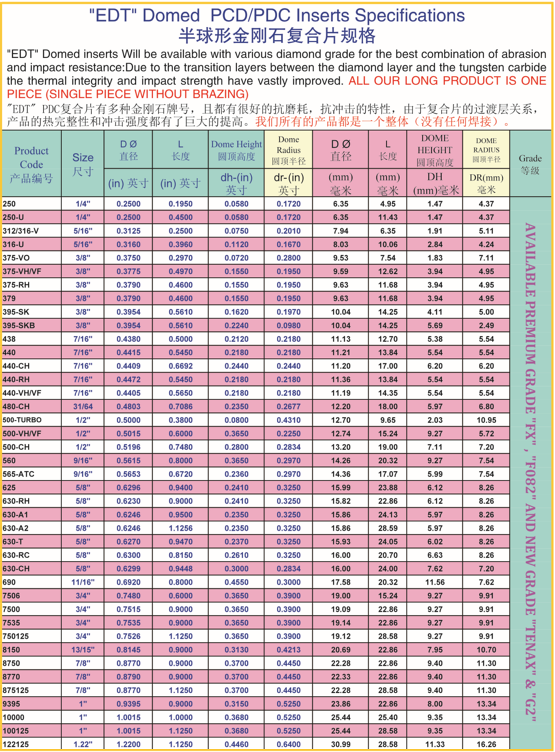 "EDT" Domed PCD/PDC Inserts Specifications
半球形金刚石复合片规格
"EDT" Domed inserts Will be available with various diamond grade for the best combination of abrasion
and impact resistance:Due to the transition layers between the diamond layer and the tungsten carbide
the thermal integrity and impact strength have vastly improved. ALL OUR LONG PRODUCT IS ONE
PIECE (SINGLE PIECE WITHOUT BRAZING)
"EDT" PDC复合片有多种金刚石牌号，且都有很好的抗磨耗，抗冲击的特性，由于复合片的过渡层关系，
产品的热完整性和冲击强度都有了巨大的提高。我们所有的产品都是一个整体（没有任何焊接）。
Product Code 产品编号 Size 尺寸 D Ø 直径 (in) 英寸 L 长度 (in) 英寸 Dome Height 圆顶高度 dh-(in) 英寸 Dome Radius 圆顶半径 dr-(in) 英寸 D Ø 直径 (mm) 毫米 L 长度 (mm) 毫米 DOME HEIGHT 圆顶高度 DH (mm)毫米 DOME RADIUS 圆顶半径 DR(mm) 毫米 Grade 等级
250 1/4" 0.2500 0.1950 0.0580 0.1720 6.35 4.95 1.47 4.37
250-U 1/4" 0.2500 0.4500 0.0580 0.1720 6.35 11.43 1.47 4.37
312/316-V 5/16" 0.3125 0.2500 0.0750 0.2010 7.94 6.35 1.91 5.11
316-U 5/16" 0.3160 0.3960 0.1120 0.1670 8.03 10.06 2.84 4.24
375-VO 3/8" 0.3750 0.2970 0.0720 0.2800 9.53 7.54 1.83 7.11
375-VH/VF 3/8" 0.3775 0.4970 0.1550 0.1950 9.59 12.62 3.94 4.95
375-RH 3/8" 0.3790 0.4600 0.1550 0.1950 9.63 11.68 3.94 4.95
379 3/8" 0.3790 0.4600 0.1550 0.1950 9.63 11.68 3.94 4.95
395-SK 3/8" 0.3954 0.5610 0.1620 0.1970 10.04 14.25 4.11 5.00
395-SKB 3/8" 0.3954 0.5610 0.2240 0.0980 10.04 14.25 5.69 2.49
438 7/16" 0.4380 0.5000 0.2120 0.2180 11.13 12.70 5.38 5.54
440 7/16" 0.4415 0.5450 0.2180 0.2180 11.21 13.84 5.54 5.54
440-CH 7/16" 0.4409 0.6692 0.2440 0.2440 11.20 17.00 6.20 6.20
440-RH 7/16" 0.4472 0.5450 0.2180 0.2180 11.36 13.84 5.54 5.54
440-VH/VF 7/16" 0.4405 0.5650 0.2180 0.2180 11.19 14.35 5.54 5.54
480-CH 31/64 0.4803 0.7086 0.2350 0.2677 12.20 18.00 5.97 6.80
500-TURBO 1/2" 0.5000 0.3800 0.0800 0.4310 12.70 9.65 2.03 10.95
500-VH/VF 1/2" 0.5015 0.6000 0.3650 0.2250 12.74 15.24 9.27 5.72
500-CH 1/2" 0.5196 0.7480 0.2800 0.2834 13.20 19.00 7.11 7.20
560 9/16" 0.5615 0.8000 0.3650 0.2970 14.26 20.32 9.27 7.54
565-ATC 9/16" 0.5653 0.6720 0.2360 0.2970 14.36 17.07 5.99 7.54
625 5/8" 0.6296 0.9400 0.2410 0.3250 15.99 23.88 6.12 8.26
630-RH 5/8" 0.6230 0.9000 0.2410 0.3250 15.82 22.86 6.12 8.26
630-A1 5/8" 0.6246 0.9500 0.2350 0.3250 15.86 24.13 5.97 8.26
630-A2 5/8" 0.6246 1.1256 0.2350 0.3250 15.86 28.59 5.97 8.26
630-T 5/8" 0.6270 0.9470 0.2370 0.3250 15.93 24.05 6.02 8.26
630-RC 5/8" 0.6300 0.8150 0.2610 0.3250 16.00 20.70 6.63 8.26
630-CH 5/8" 0.6299 0.9448 0.3000 0.2834 16.00 24.00 7.62 7.20
690 11/16" 0.6920 0.8000 0.4550 0.3000 17.58 20.32 11.56 7.62
7506 3/4" 0.7480 0.6000 0.3650 0.3900 19.00 15.24 9.27 9.91
7500 3/4" 0.7515 0.9000 0.3650 0.3900 19.09 22.86 9.27 9.91
7535 3/4" 0.7535 0.9000 0.3650 0.3900 19.14 22.86 9.27 9.91
750125 3/4" 0.7526 1.1250 0.3650 0.3900 19.12 28.58 9.27 9.91
8150 13/15" 0.8145 0.9000 0.3130 0.4213 20.69 22.86 7.95 10.70
8750 7/8" 0.8770 0.9000 0.3700 0.4450 22.28 22.86 9.40 11.30
8770 7/8" 0.8790 0.9000 0.3700 0.4450 22.33 22.86 9.40 11.30
875125 7/8" 0.8770 1.1250 0.3700 0.4450 22.28 28.58 9.40 11.30
9395 1" 0.9395 0.9000 0.3150 0.5250 23.86 22.86 8.00 13.34
10000 1" 1.0015 1.0000 0.3680 0.5250 25.44 25.40 9.35 13.34
100125 1" 1.0015 1.1250 0.3680 0.5250 25.44 28.58 9.35 13.34
122125 1.22" 1.2200 1.1250 0.4460 0.6400 30.99 28.58 11.33 16.26
AVAILABLE PREMIUM GRADE "FX" , "F082" AND NEW GRADE "TENAX" & "G2"